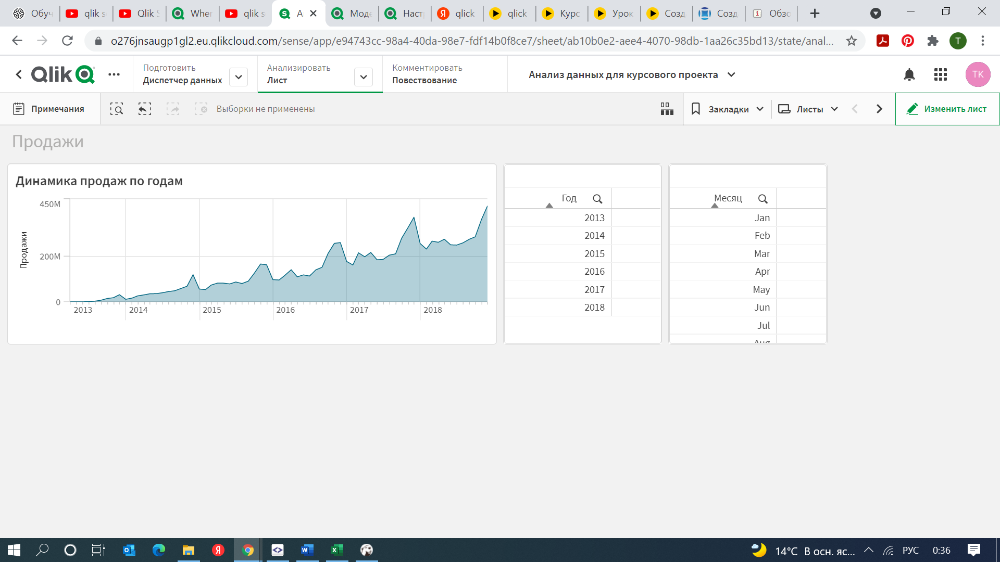 Обуч qlik s Qlik S Wher qlik s А Моде Наст qlick qlick Курс Урок Созд Созд Обзо
o276jnsaugp1gl2.eu.qlikcloud.com/sense/app/e94743cc-98a4-40da-98e7-fdf14b0f8ce7/sheet/ab10b0e2-aee4-4070-98db-1aa26c35bd13/state/anal... T
Qlik
Подготовить
Диспетчер данных
Анализировать
Лист
Комментировать
Повествование
Анализ данных для курсового проекта
TK
Примечания
Выборки не применены
Закладки
Листы
Изменить лист
Продажи
Динамика продаж по годам
Продажи
450M
200M
0
2013 2014 2015 2016 2017 2018
Год
2013
2014
2015
2016
2017
2018
Месяц
Jan
Feb
Mar
Apr
May
Jun
Jul
Aug
14°C В осн. яс... РУС 0:36